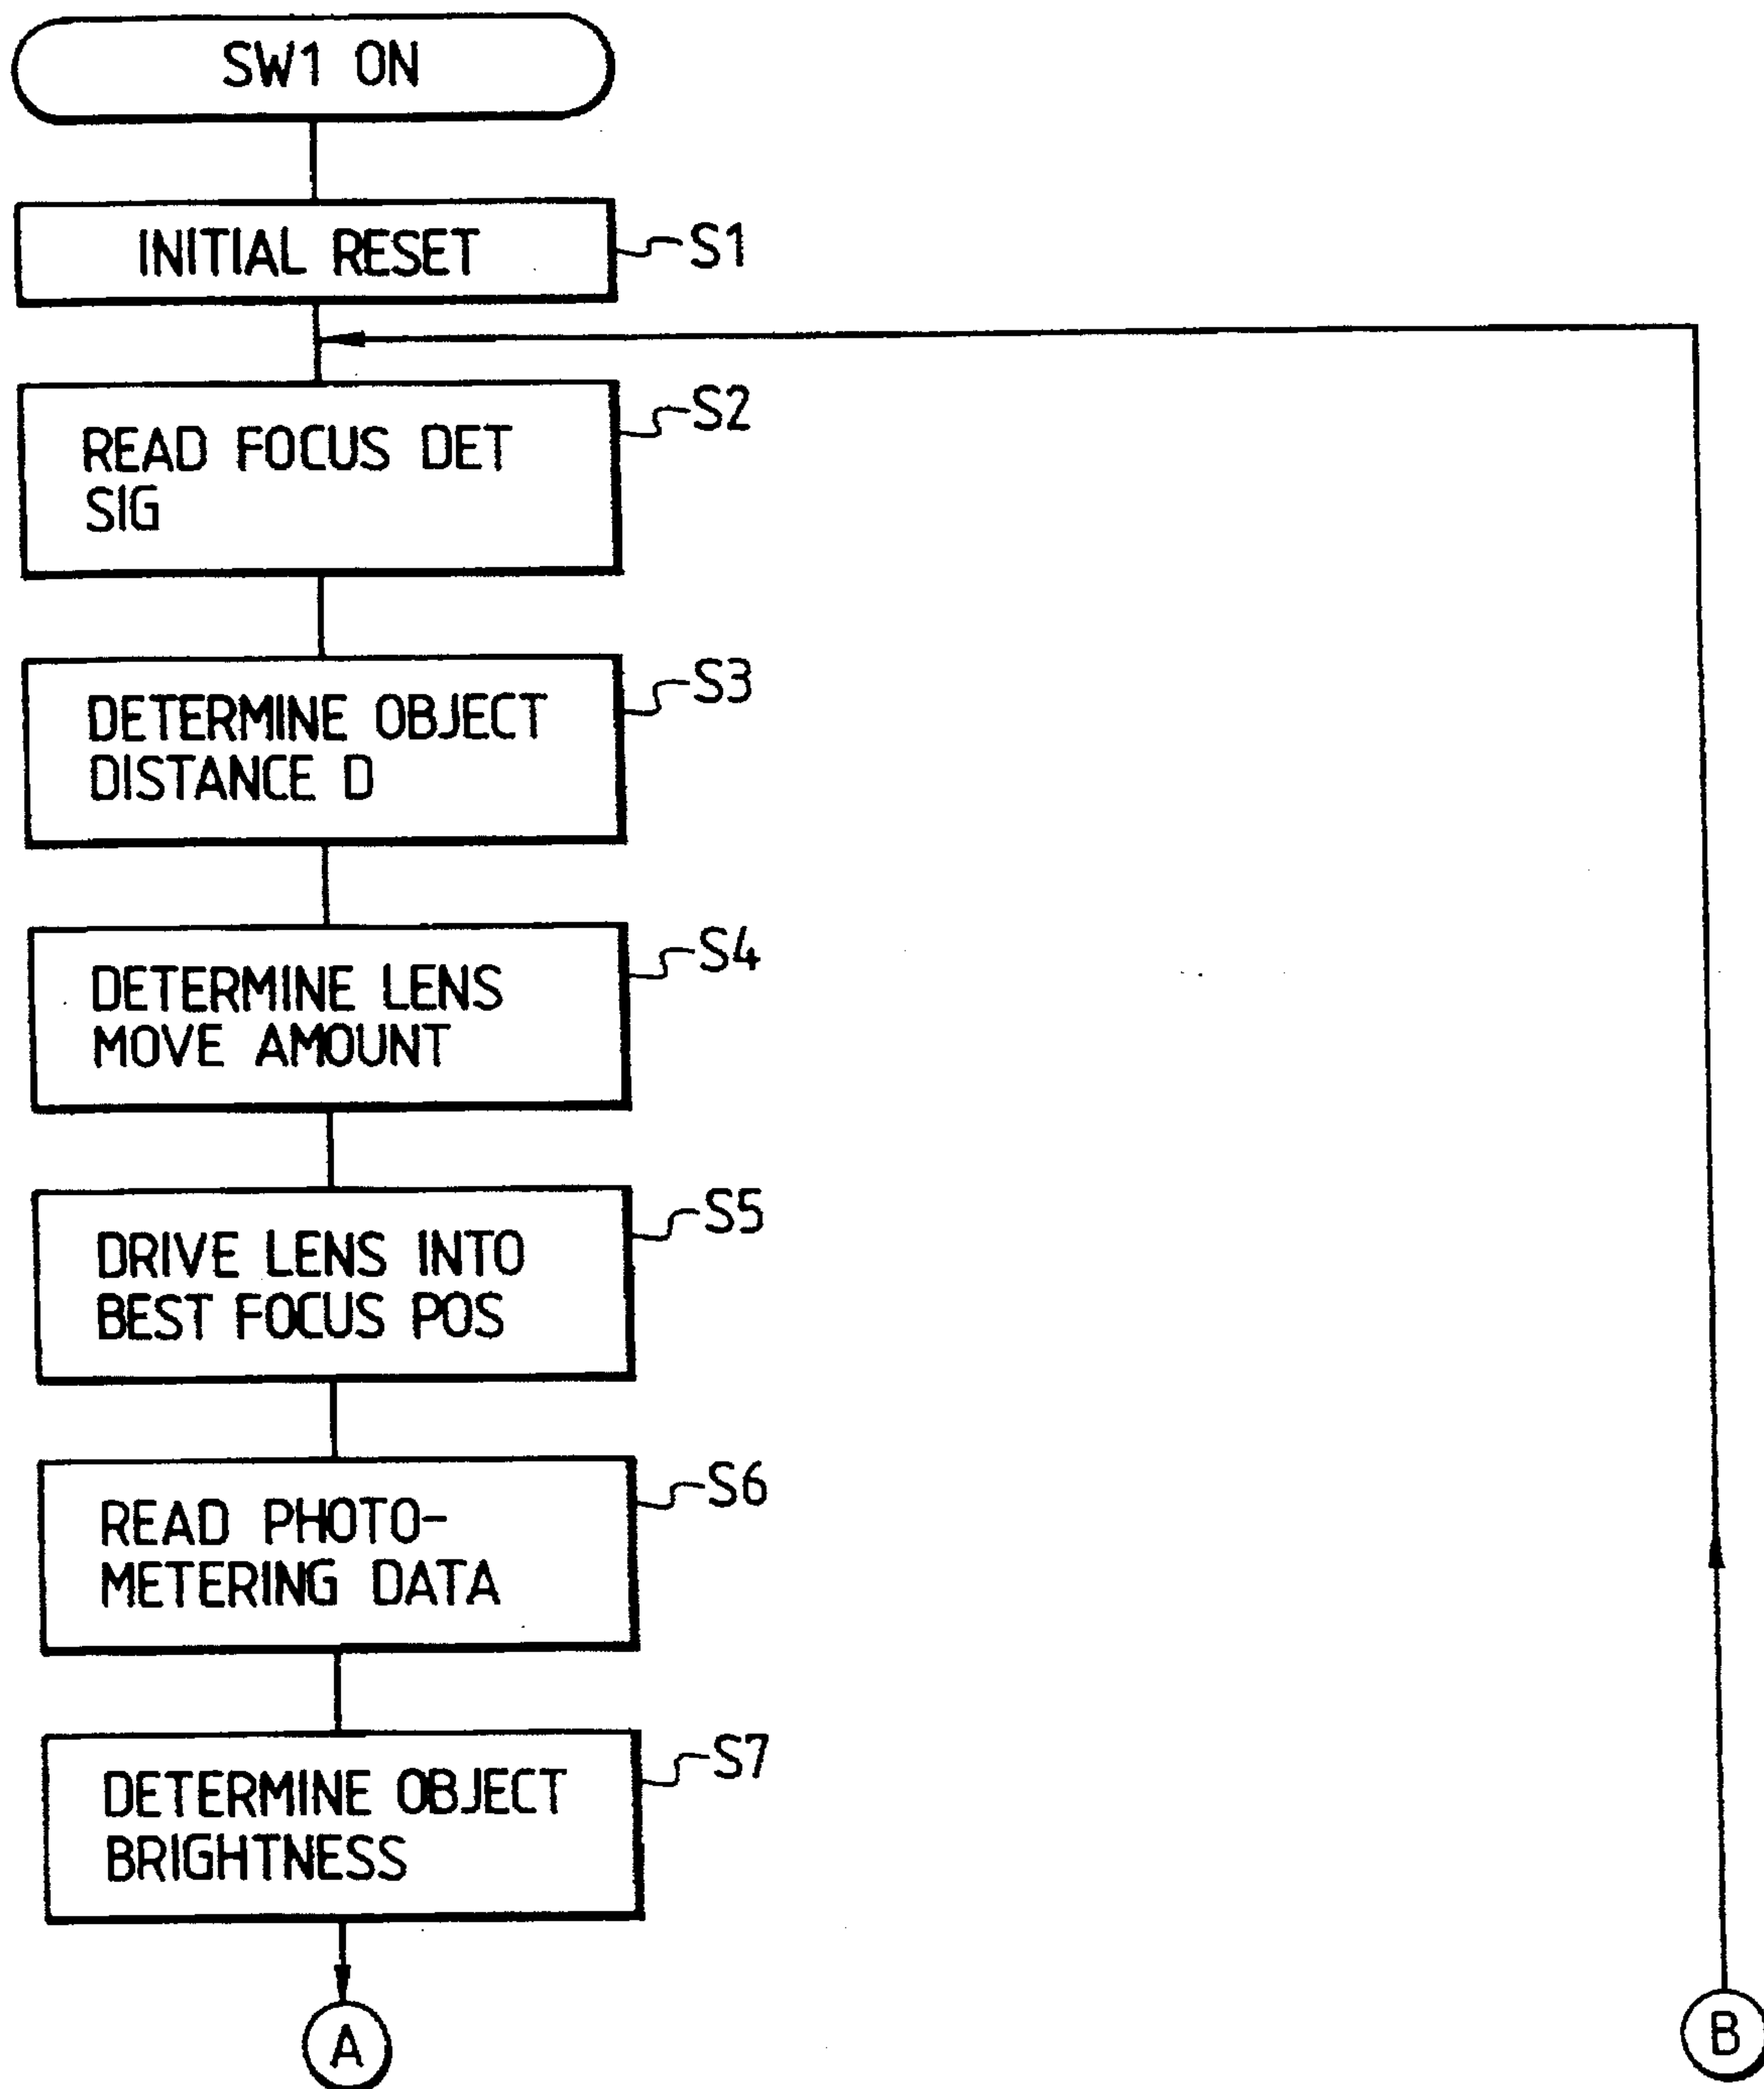 SW1 ON
INITIAL RESET
S1
READ FOCUS DET
SIG
S2
DETERMINE OBJECT
DISTANCE D
S3
DETERMINE LENS
MOVE AMOUNT
S4
DRIVE LENS INTO
BEST FOCUS POS
S5
READ PHOTO-
METERING DATA
S6
DETERMINE OBJECT
BRIGHTNESS
S7
A
B